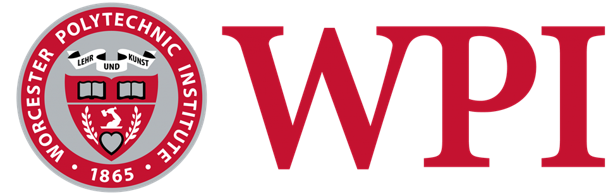 WORCESTER POLYTECHNIC INSTITUTE
LEHR UND KUNST
1865
WPI